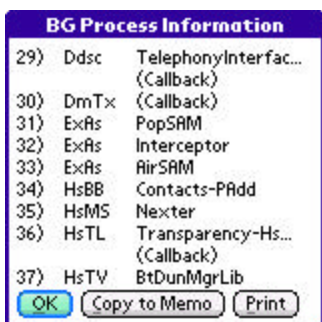 BG Process Information
29) Ddsc TelephonyInterfac...
(Callback)
30) DmTx (Callback)
31) ExAs PopSAM
32) ExAs Interceptor
33) ExAs AirSAM
34) HsBB Contacts-PAdd
35) HsMS Nexter
36) HsTL Transparency-Hs...
(Callback)
37) HsTV BtDunMgrLib
OK Copy to Memo Print